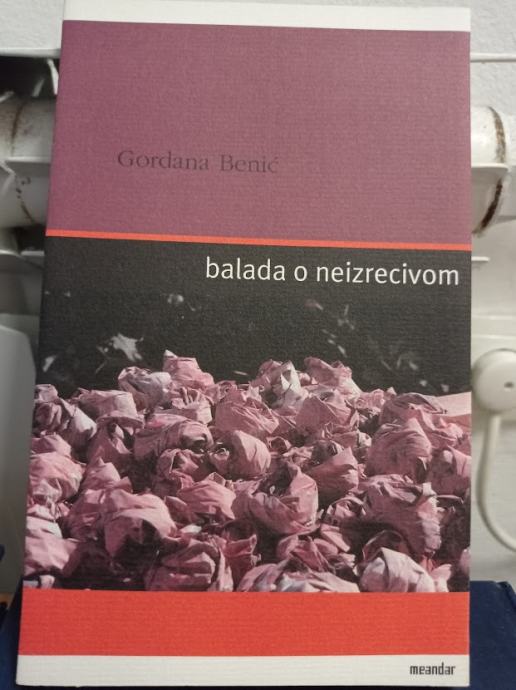 Gordana Benić
balada o neizrecivom
meandar